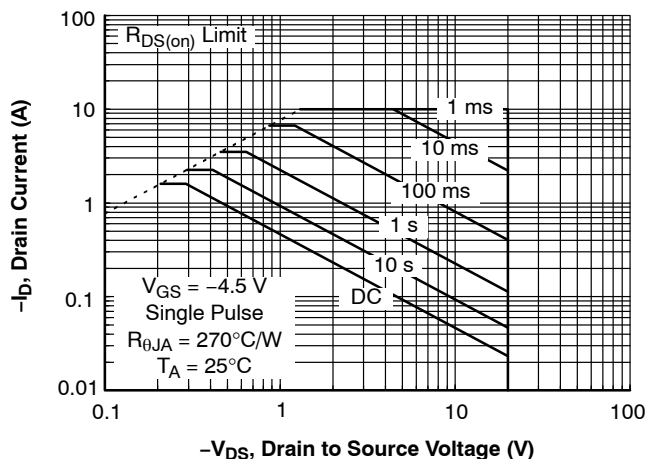 100
R_DS(on) Limit
10
1 ms
10 ms
100 ms
1
1 s
10 s
DC
V_GS = −4.5 V
Single Pulse
R_θJA = 270°C/W
T_A = 25°C
0.1
0.01
0.1
1
10
100
−I_D, Drain Current (A)
−V_DS, Drain to Source Voltage (V)